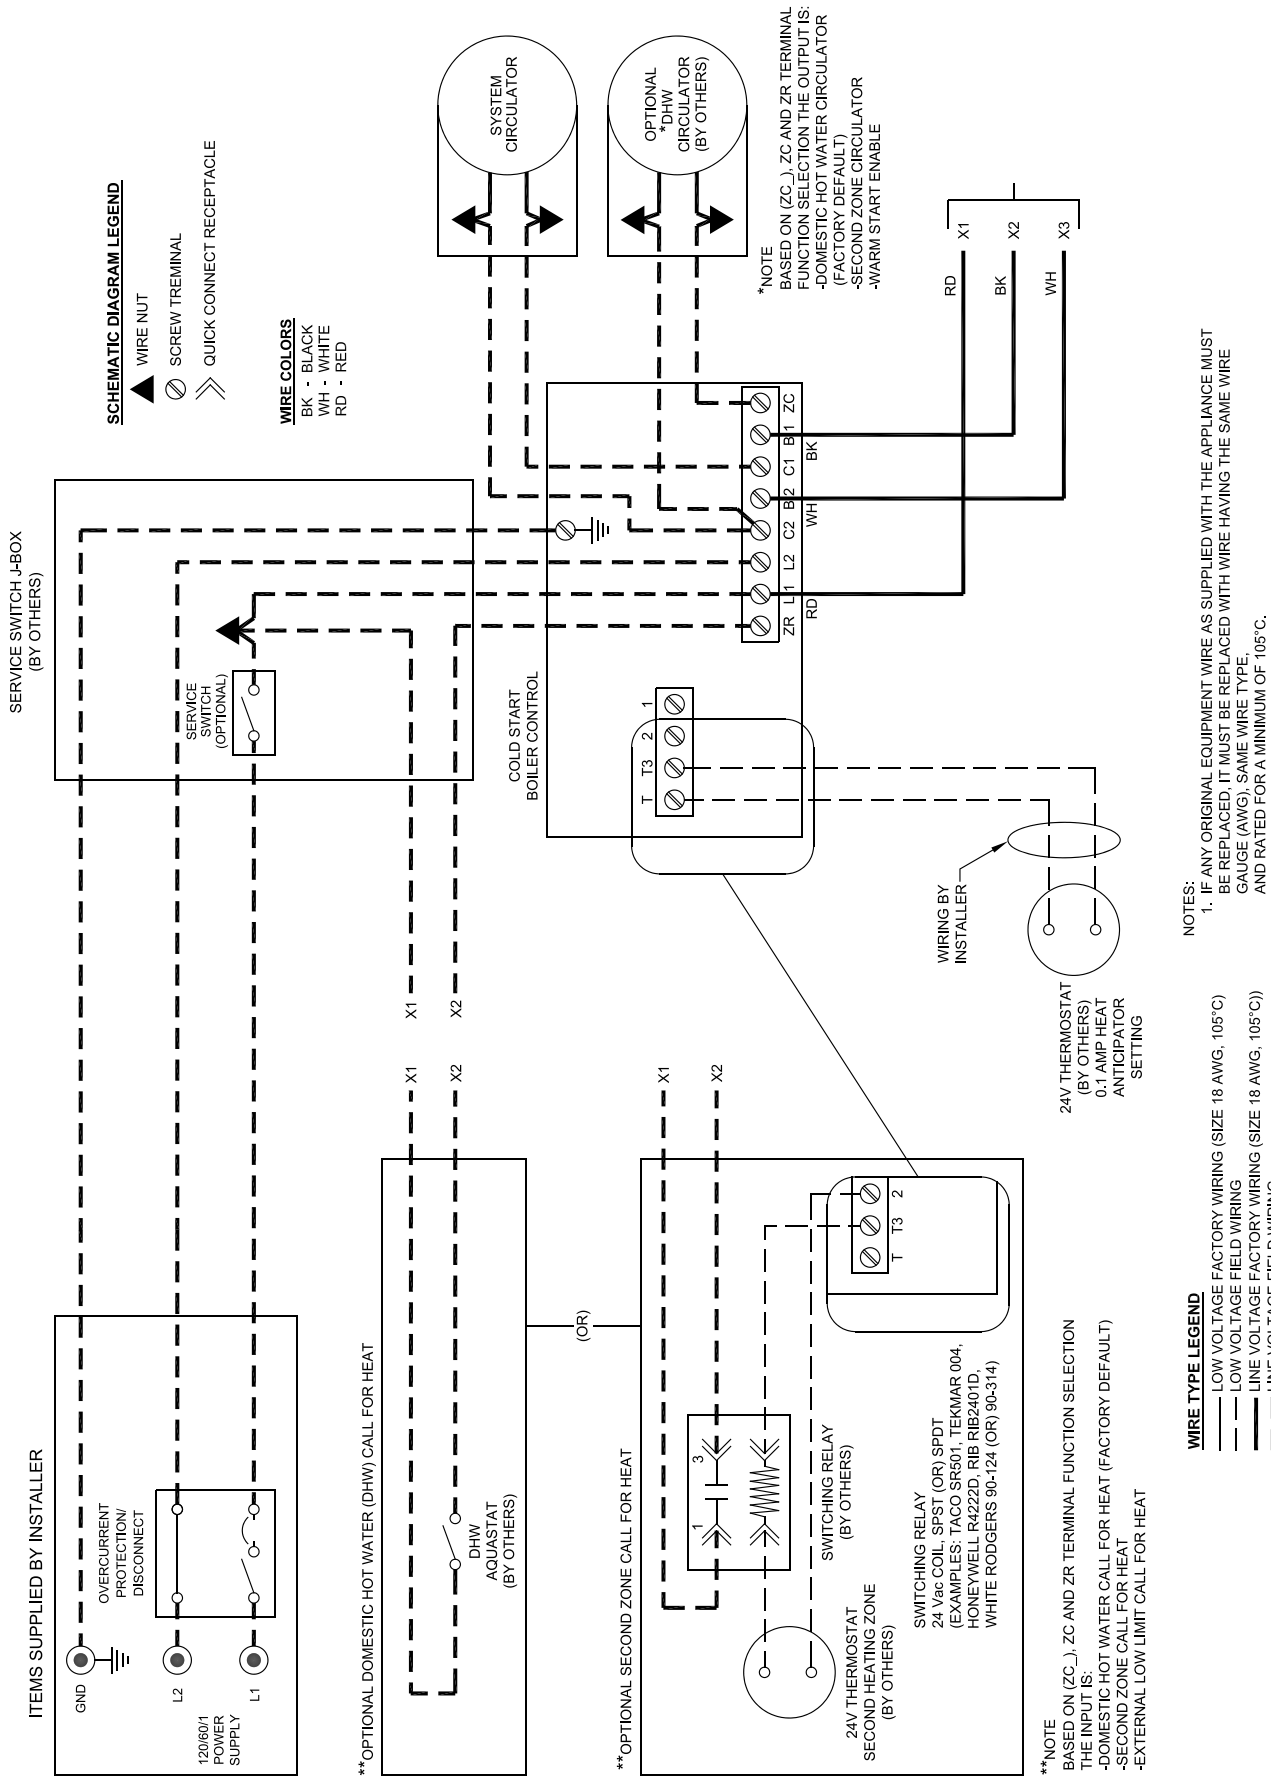 ITEMS SUPPLIED BY INSTALLER
SERVICE SWITCH J-BOX
(BY OTHERS)
GND
L2
L1
120/60/1
POWER
SUPPLY
OVERCURRENT
PROTECTION/
DISCONNECT
SERVICE
SWITCH
(OPTIONAL)
SCHEMATIC DIAGRAM LEGEND
WIRE NUT
SCREW TREMINAL
QUICK CONNECT RECEPTACLE
WIRE COLORS
BK - BLACK
WH - WHITE
RD - RED
**OPTIONAL DOMESTIC HOT WATER (DHW) CALL FOR HEAT
DHW
AQUASTAT
(BY OTHERS)
X1
X2
X1
X2
(OR)
COLD START
BOILER CONTROL
T
T3
2
1
ZR
L1
L2
C2
B2
C1
B1
ZC
RD
WH
BK
SYSTEM
CIRCULATOR
OPTIONAL
*DHW
CIRCULATOR
(BY OTHERS)
*NOTE
BASED ON (ZC_), ZC AND ZR TERMINAL
FUNCTION SELECTION THE OUTPUT IS:
-DOMESTIC HOT WATER CIRCULATOR
(FACTORY DEFAULT)
-SECOND ZONE CIRCULATOR
-WARM START ENABLE
RD
BK
WH
X1
X2
X3
**OPTIONAL SECOND ZONE CALL FOR HEAT
X1
X2
1
3
SWITCHING RELAY
(BY OTHERS)
24V THERMOSTAT
SECOND HEATING ZONE
(BY OTHERS)
T
T3
2
SWITCHING RELAY
24 Vac COIL, SPST (OR) SPDT
(EXAMPLES: TACO SR501, TEKMAR 004,
HONEYWELL R4222D, RIB RIB2401D,
WHITE RODGERS 90-124 (OR) 90-314)
WIRING BY
INSTALLER
24V THERMOSTAT
(BY OTHERS)
0.1 AMP HEAT
ANTICIPATOR
SETTING
**NOTE
BASED ON (ZC_), ZC AND ZR TERMINAL FUNCTION SELECTION
THE INPUT IS:
-DOMESTIC HOT WATER CALL FOR HEAT (FACTORY DEFAULT)
-SECOND ZONE CALL FOR HEAT
-EXTERNAL LOW LIMIT CALL FOR HEAT
WIRE TYPE LEGEND
LOW VOLTAGE FACTORY WIRING (SIZE 18 AWG, 105°C)
LOW VOLTAGE FIELD WIRING
LINE VOLTAGE FACTORY WIRING (SIZE 18 AWG, 105°C))
NOTES:
1. IF ANY ORIGINAL EQUIPMENT WIRE AS SUPPLIED WITH THE APPLIANCE MUST
BE REPLACED, IT MUST BE REPLACED WITH WIRE HAVING THE SAME WIRE
GAUGE (AWG), SAME WIRE TYPE,
AND RATED FOR A MINIMUM OF 105°C.